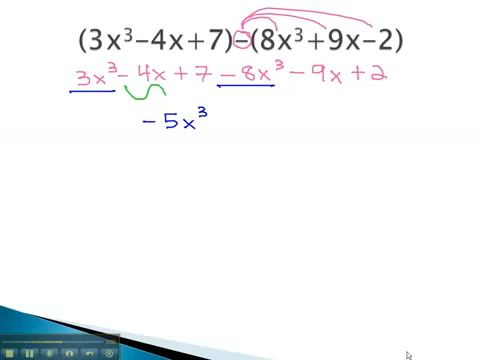 (3x³−4x+7)−(8x³+9x−2)
3x³ − 4x + 7 − 8x³ − 9x + 2
− 5x³